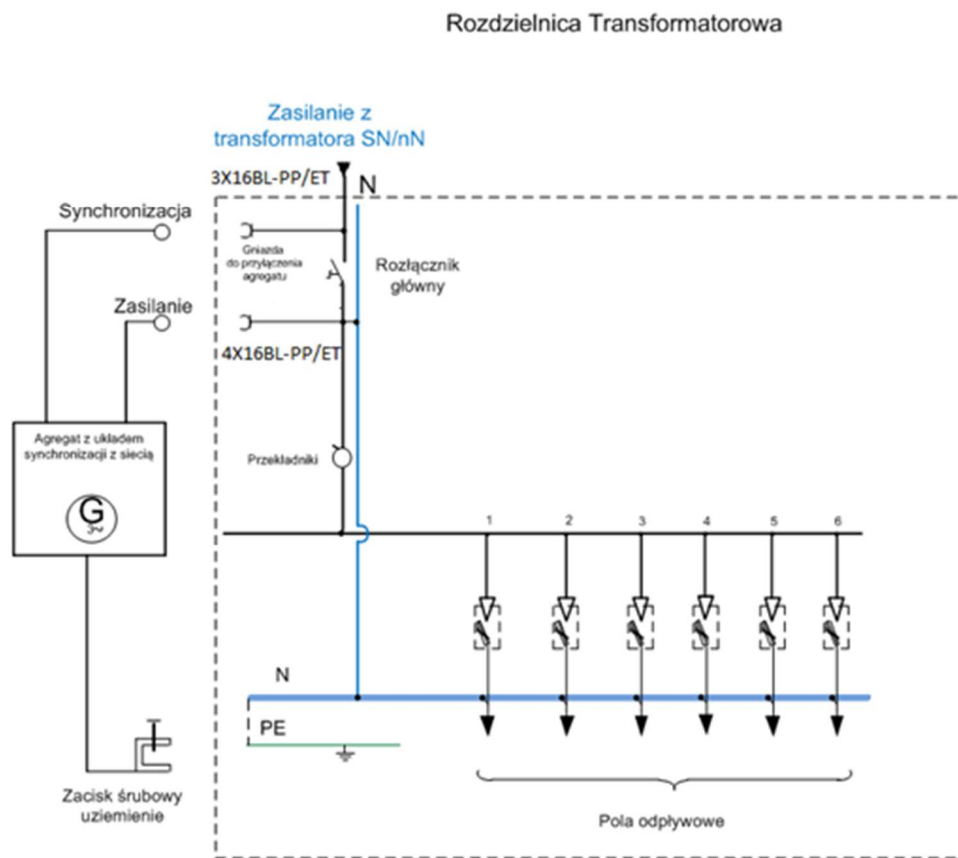 Rozdzielnica Transformatorowa
Zasilanie z
transformatora SN/nN
3X16BL-PP/ET
N
Synchronizacja
Gniazda
do przyłączenia
agregatu
Rozłącznik
główny
Zasilanie
4X16BL-PP/ET
Agregat z układem
synchronizacji z siecią
G
3~
Przekładniki
1 2 3 4 5 6
N
PE
Zacisk śrubowy
uziemienie
Pola odpływowe